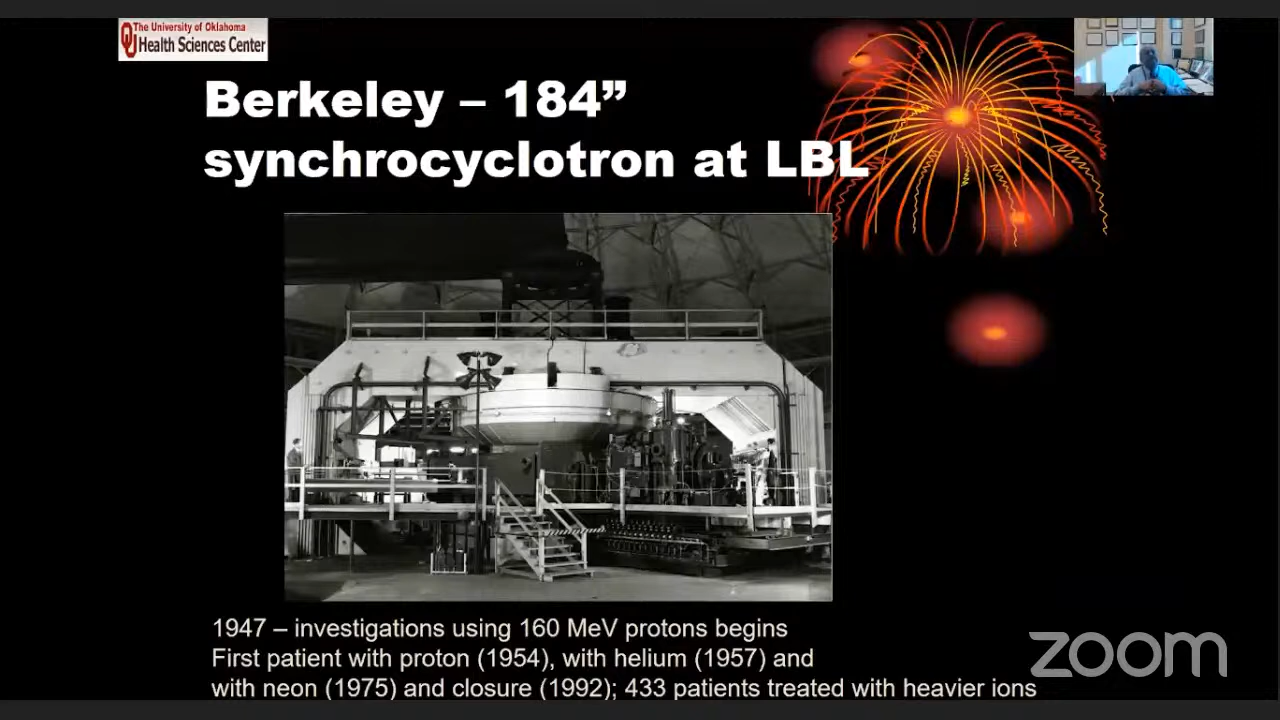 The University of Oklahoma
Health Sciences Center
Berkeley – 184”
synchrocyclotron at LBL
1947 – investigations using 160 MeV protons begins
First patient with proton (1954), with helium (1957) and
with neon (1975) and closure (1992); 433 patients treated with heavier ions
zoom